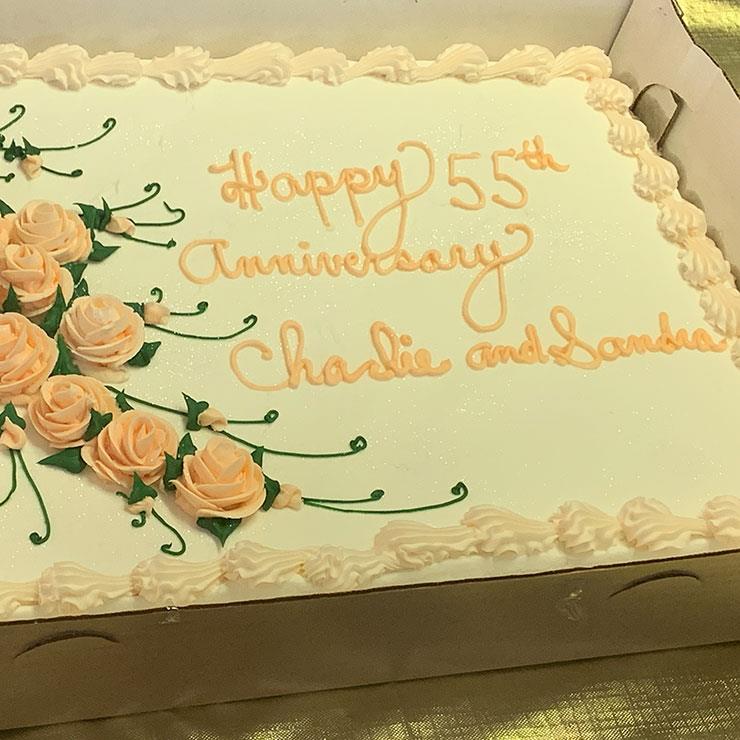 Happy 55th
Anniversary
Charlie and Sandra